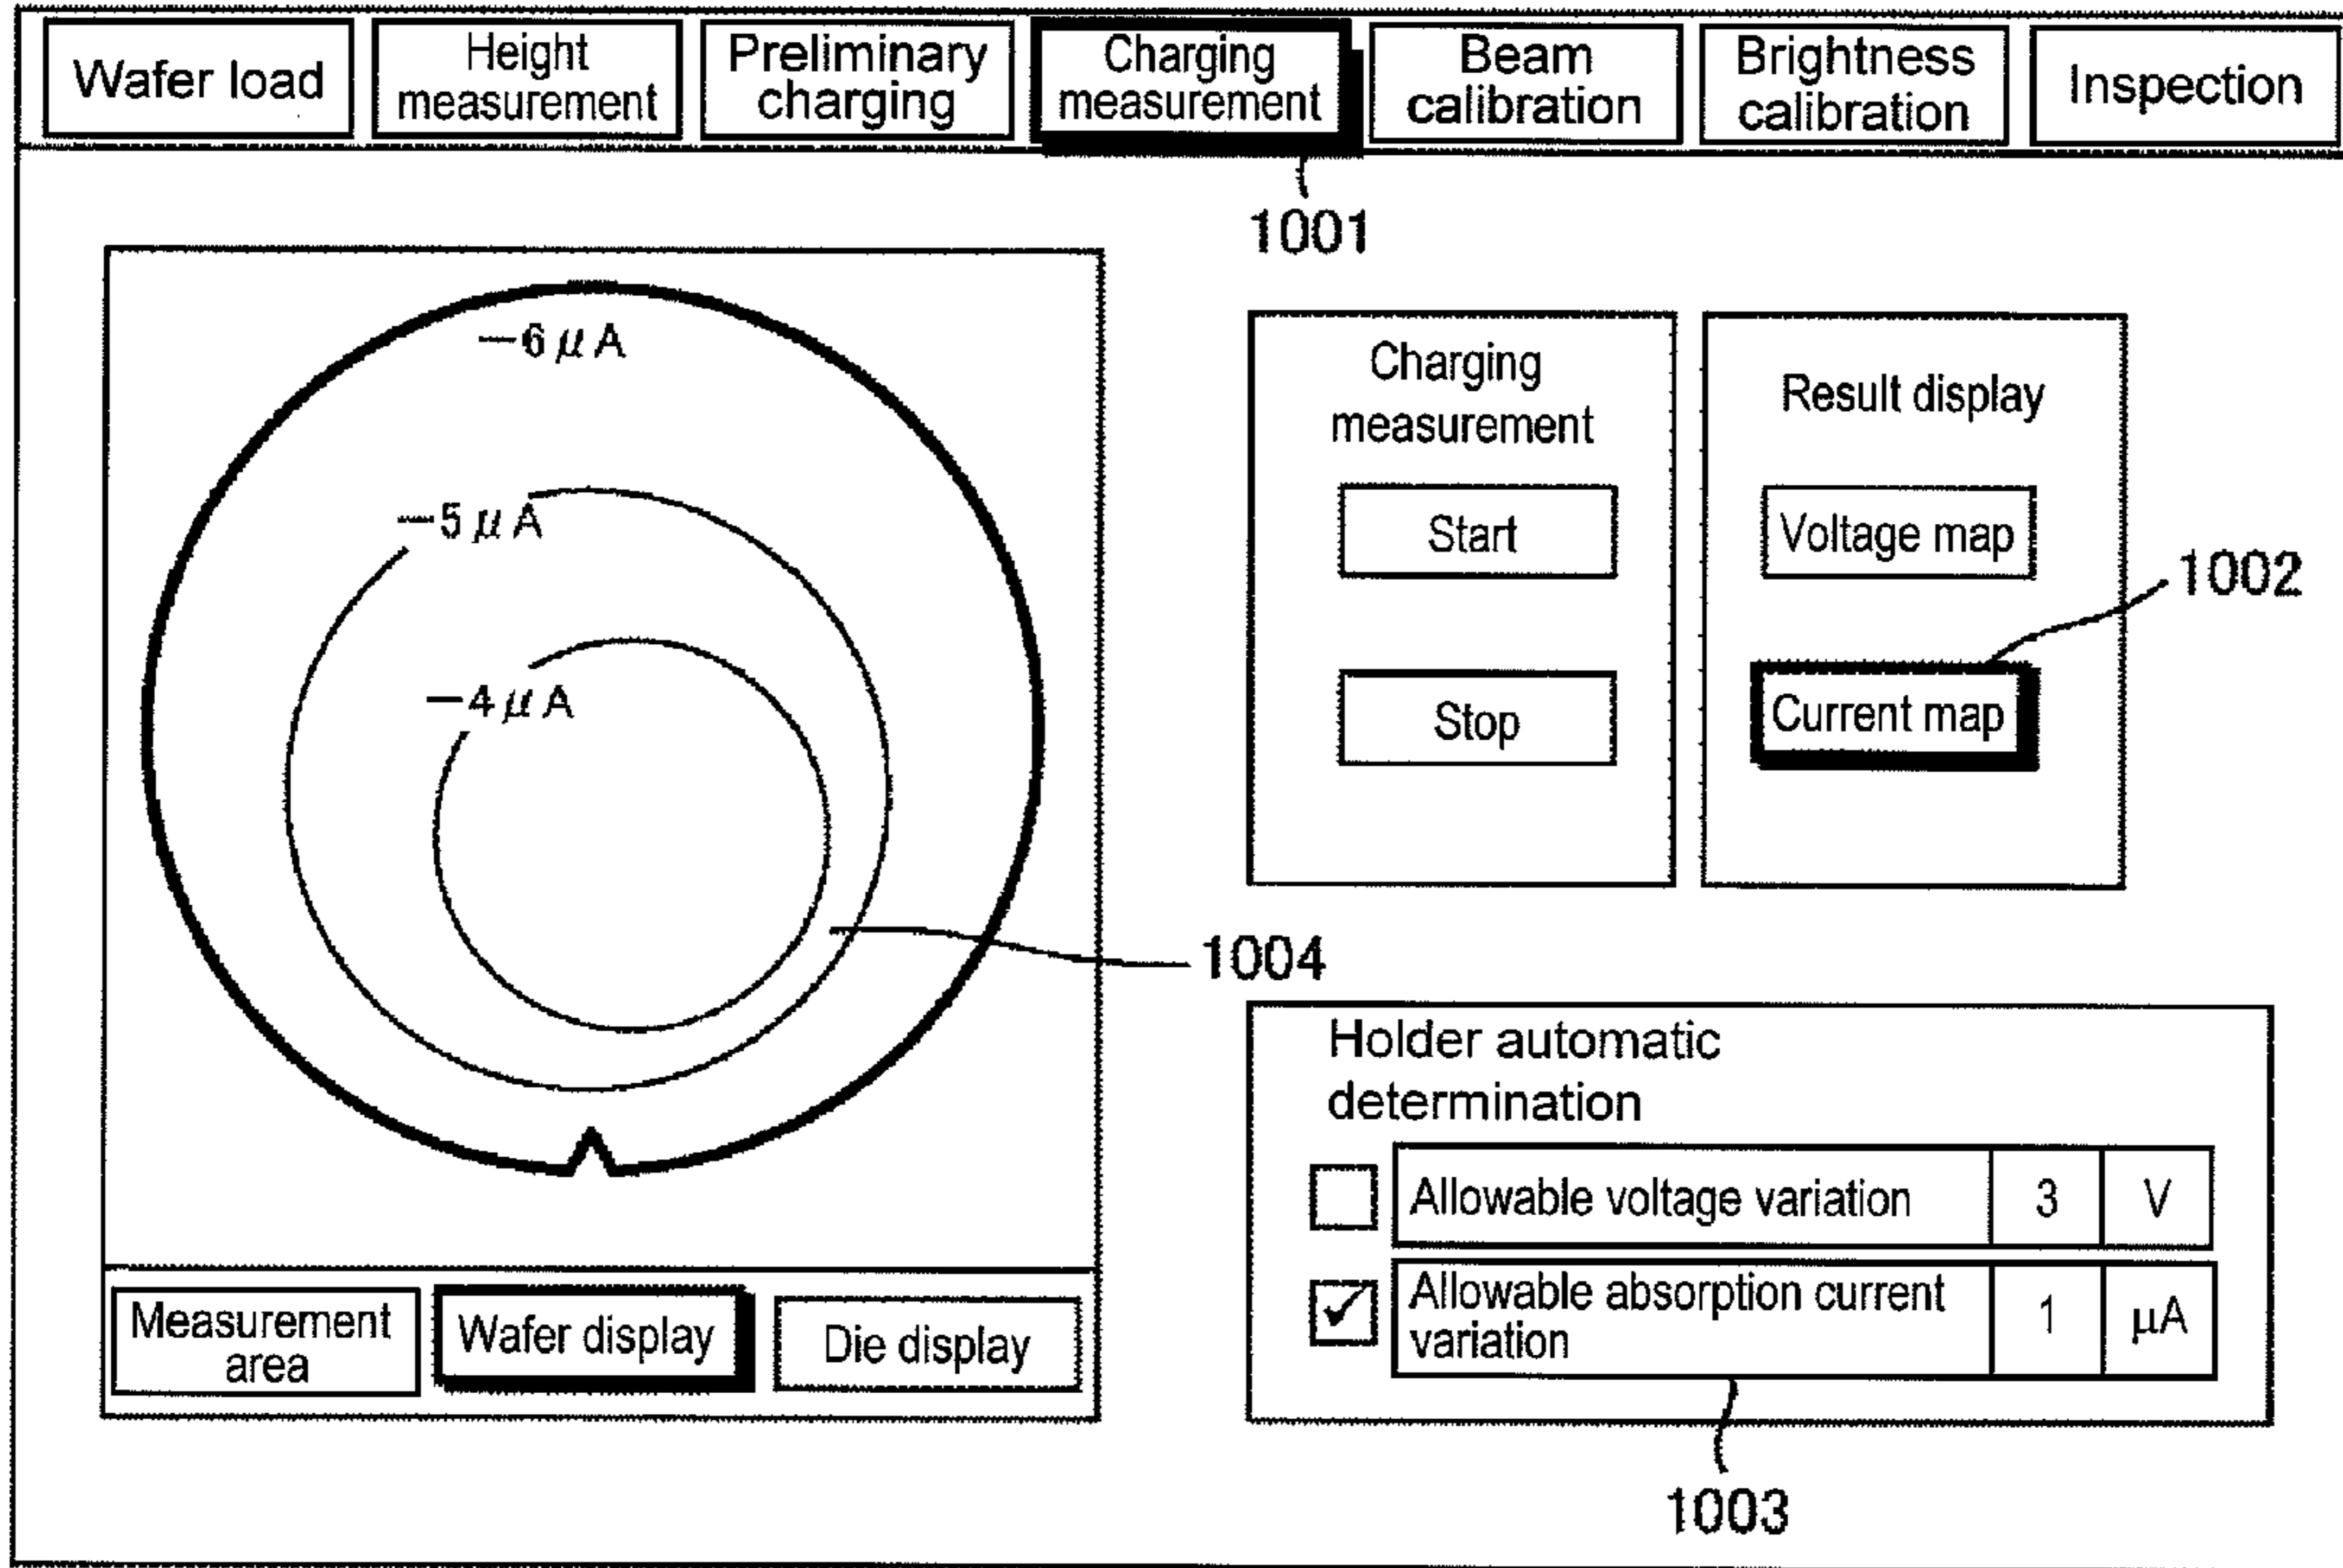 Wafer load
Height
measurement
Preliminary
charging
Charging
measurement
Beam
calibration
Brightness
calibration
Inspection
1001
—6 μA
—5 μA
—4 μA
1004
Measurement
area
Wafer display
Die display
Charging
measurement
Start
Stop
Result display
Voltage map
Current map
1002
Holder automatic
determination
Allowable voltage variation 3 V
Allowable absorption current
variation 1 μA
1003